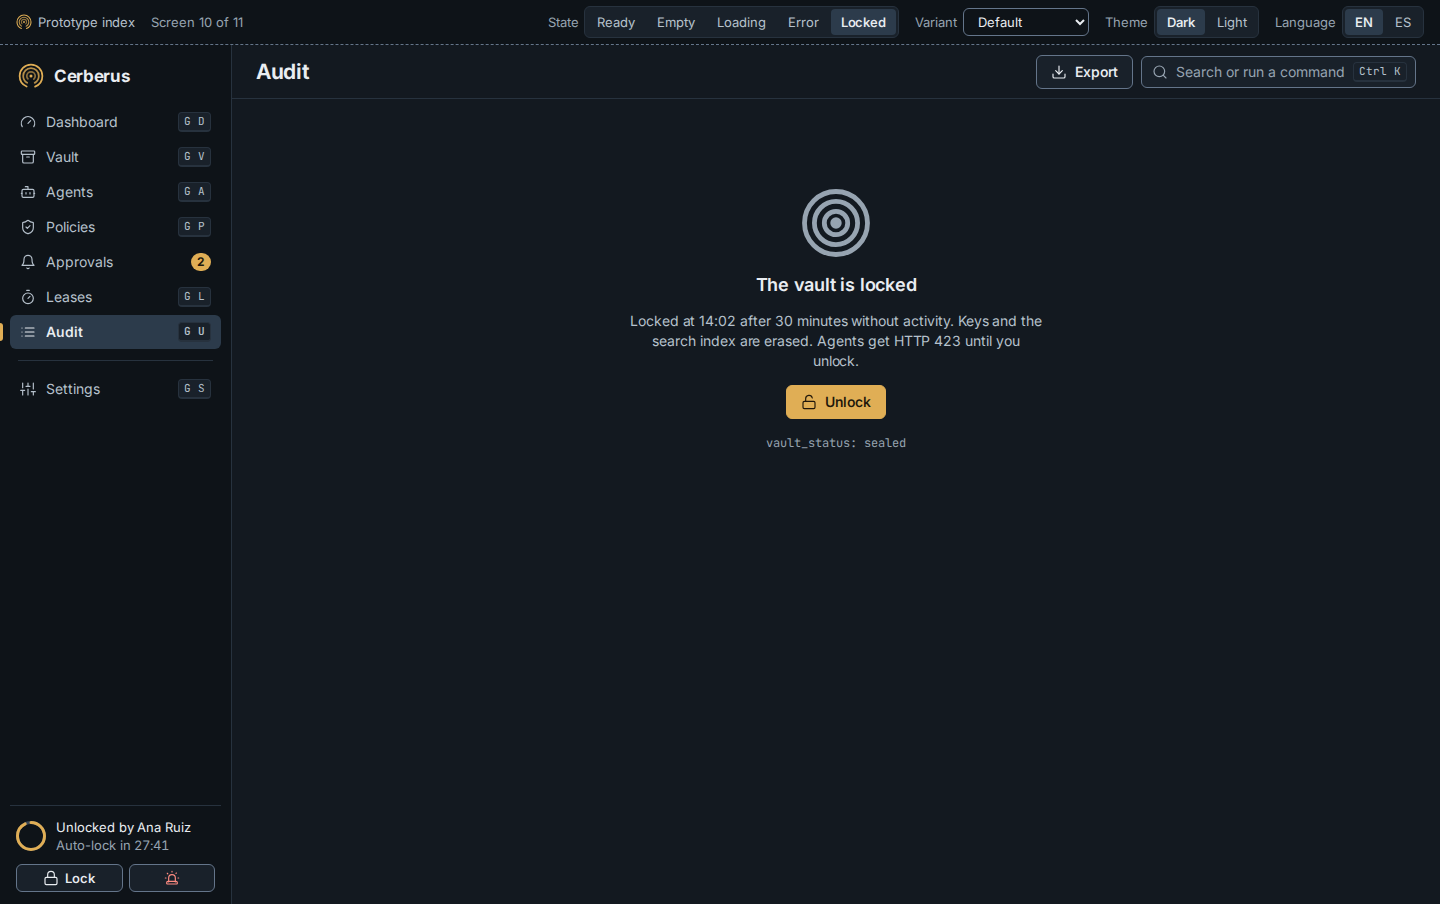 Prototype index
Screen 10 of 11
State
Ready
Empty
Loading
Error
Locked
Variant
Default
Theme
Dark
Light
Language
EN
ES
Cerberus
Dashboard G D
Vault G V
Agents G A
Policies G P
Approvals 2
Leases G L
Audit G U
Settings G S
Unlocked by Ana Ruiz
Auto-lock in 27:41
Lock
Audit
Export
Search or run a command Ctrl K
The vault is locked
Locked at 14:02 after 30 minutes without activity. Keys and the
search index are erased. Agents get HTTP 423 until you
unlock.
Unlock
vault_status: sealed